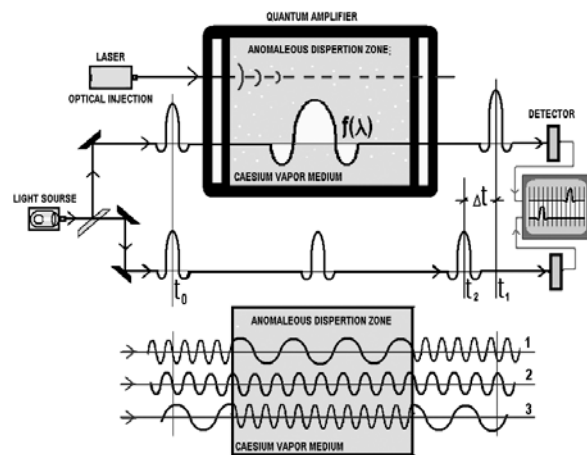 QUANTUM AMPLIFIER
ANOMALEOUS DISPERTION ZONE;
LASER
OPTICAL INJECTION
f(λ)
CAESIUM VAPOR MEDIUM
DETECTOR
LIGHT SOURSE
Δt
t₀
t₂
t₁
ANOMALEOUS DISPERTION ZONE
1
2
3
CAESIUM VAPOR MEDIUM